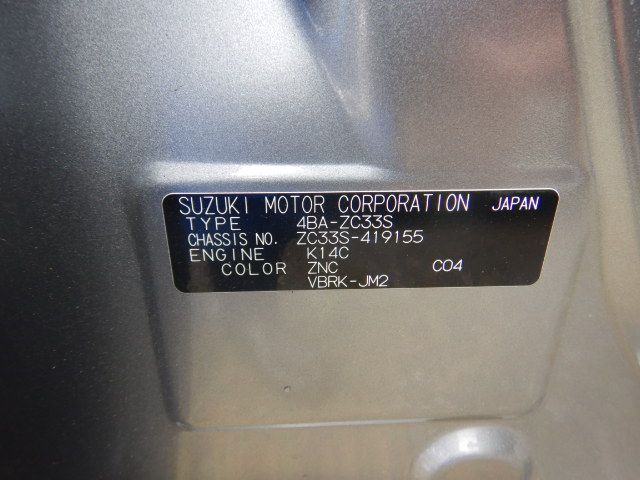 SUZUKI MOTOR CORPORATION JAPAN
TYPE 4BA-ZC33S
CHASSIS NO. ZC33S-419155
ENGINE K14C
COLOR ZNC C04
VBRK-JM2